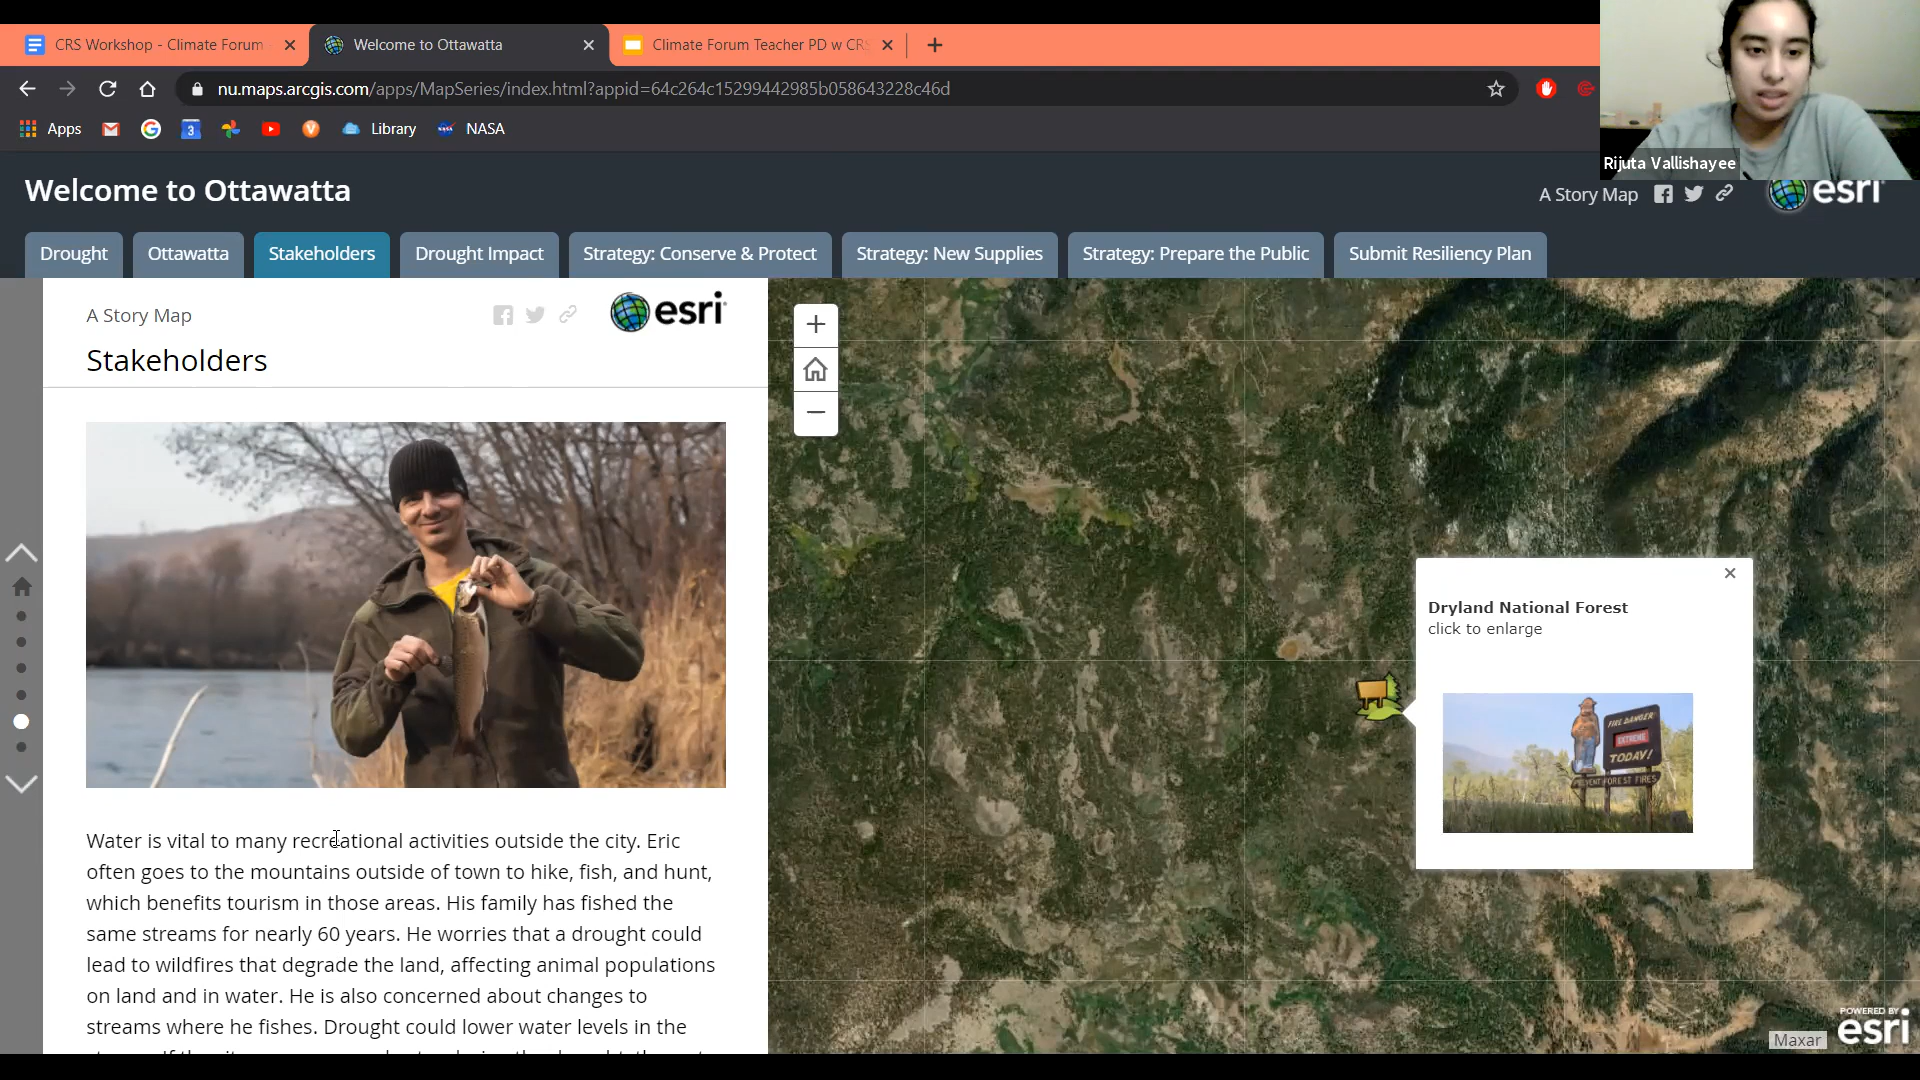 CRS Workshop - Climate Forum
Welcome to Ottawatta
Climate Forum Teacher PD w CRS
nu.maps.arcgis.com/apps/MapSeries/index.html?appid=64c264c15299442985b058643228c46d
Apps
3
Library
NASA
NASA
Rijuta Vallishayee
Welcome to Ottawatta
A Story Map
esri
Drought
Ottawatta
Stakeholders
Drought Impact
Strategy: Conserve & Protect
Strategy: New Supplies
Strategy: Prepare the Public
Submit Resiliency Plan
A Story Map
esri
Stakeholders
Water is vital to many recreational activities outside the city. Eric
often goes to the mountains outside of town to hike, fish, and hunt,
which benefits tourism in those areas. His family has fished the
same streams for nearly 60 years. He worries that a drought could
lead to wildfires that degrade the land, affecting animal populations
on land and in water. He is also concerned about changes to
streams where he fishes. Drought could lower water levels in the
Dryland National Forest
click to enlarge
FIRE DANGER
EXTREME
TODAY!
PREVENT FOREST FIRES
POWERED BY
esri
Maxar